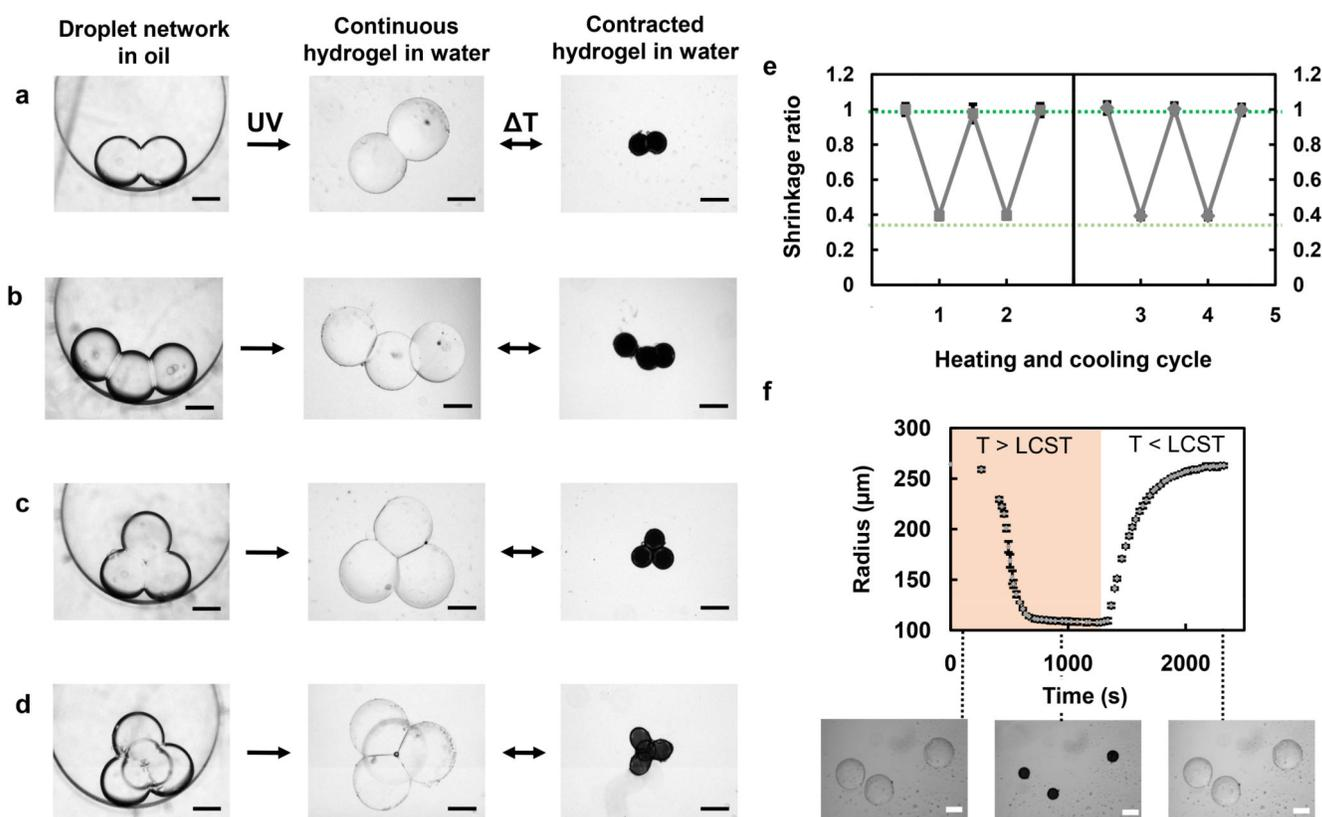 Droplet network
in oil
Continuous
hydrogel in water
Contracted
hydrogel in water
a
UV
ΔT
b
c
d
e
1.2
1
0.8
0.6
0.4
0.2
0
Shrinkage ratio
1.2
1
0.8
0.6
0.4
0.2
0
1 2 3 4 5
Heating and cooling cycle
f
300
250
200
150
100
Radius (µm)
T > LCST T < LCST
0 1000 2000
Time (s)